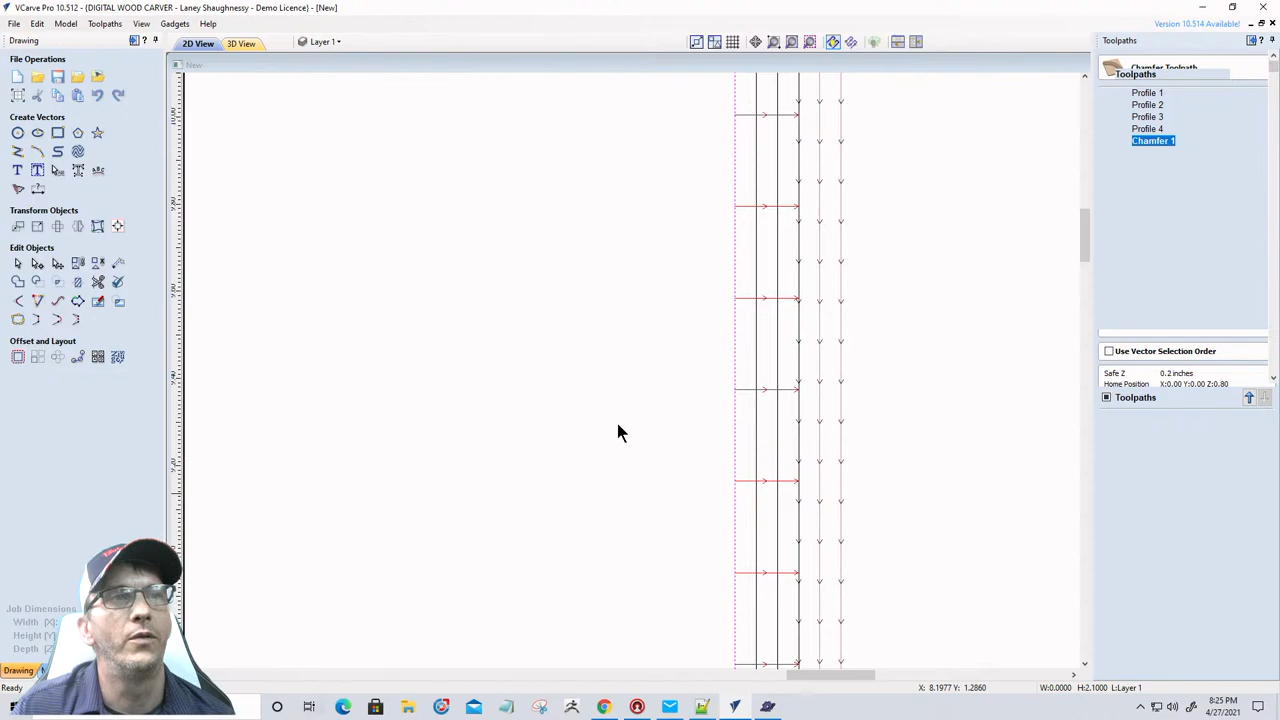 VCarve Pro 10.512 - (DIGITAL WOOD CARVER - Laney Shaughnessy - Demo Licence) - [New]
File Edit Model Toolpaths View Gadgets Help
Version 10.514 Available!
Drawing
2D View 3D View Layer 1
Toolpaths
New
File Operations
Create Vectors
Transform Objects
Edit Objects
Offset and Layout
Chamfer Toolpath
Toolpaths
Profile 1
Profile 2
Profile 3
Profile 4
Chamfer 1
Use Vector Selection Order
Safe Z 0.2 inches
Home Position X:0.00 Y:0.00 Z:0.80
Toolpaths
Job Dimensions
Width [X]:
Height [Y]
Depth [Z]
Drawing
Ready
X: 8.1977 Y: 1.2860
W:0.0000 H:2.1000 L:Layer 1
8:25 PM
4/27/2021